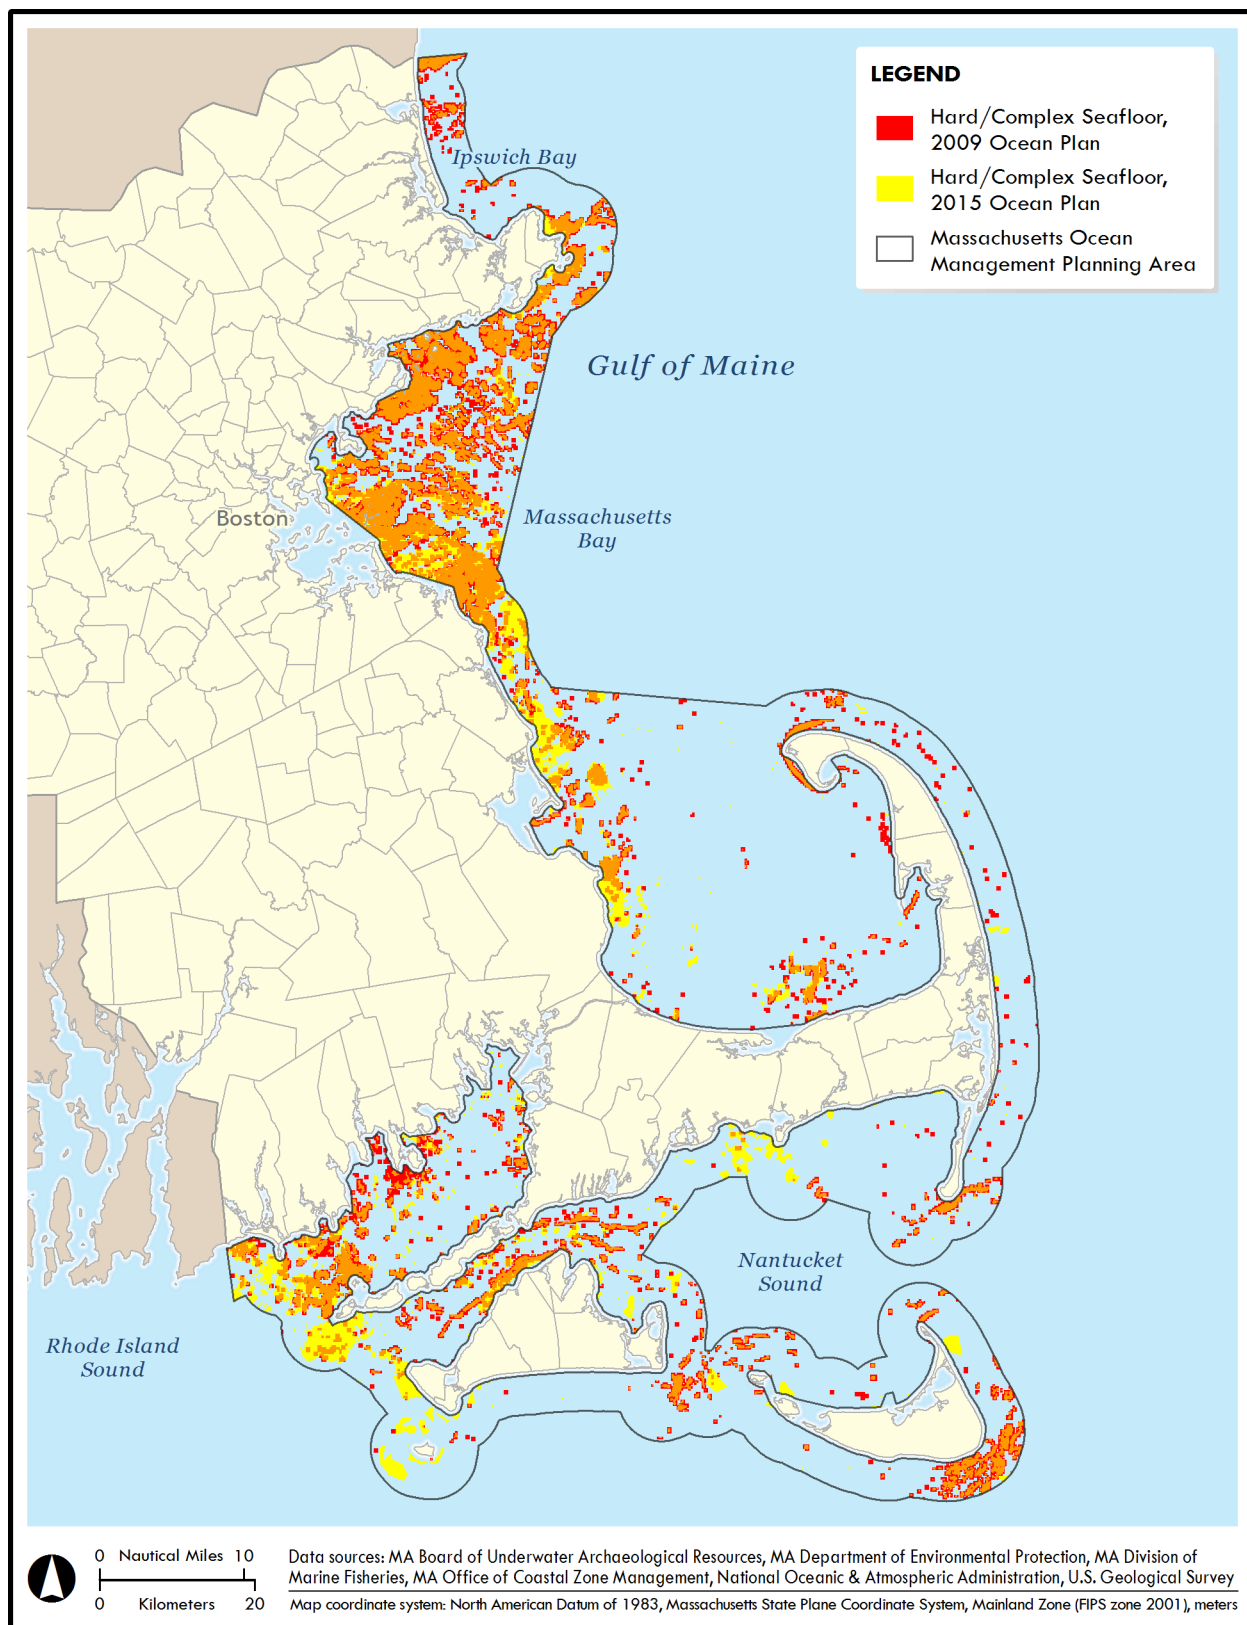 LEGEND
Hard/Complex Seafloor,
2009 Ocean Plan
Hard/Complex Seafloor,
2015 Ocean Plan
Massachusetts Ocean
Management Planning Area
Ipswich Bay
Gulf of Maine
Boston
Massachusetts
Bay
Nantucket
Sound
Rhode Island
Sound
0 Nautical Miles 10
0 Kilometers 20
Data sources: MA Board of Underwater Archaeological Resources, MA Department of Environmental Protection, MA Division of
Marine Fisheries, MA Office of Coastal Zone Management, National Oceanic & Atmospheric Administration, U.S. Geological Survey
Map coordinate system: North American Datum of 1983, Massachusetts State Plane Coordinate System, Mainland Zone (FIPS zone 2001), meters